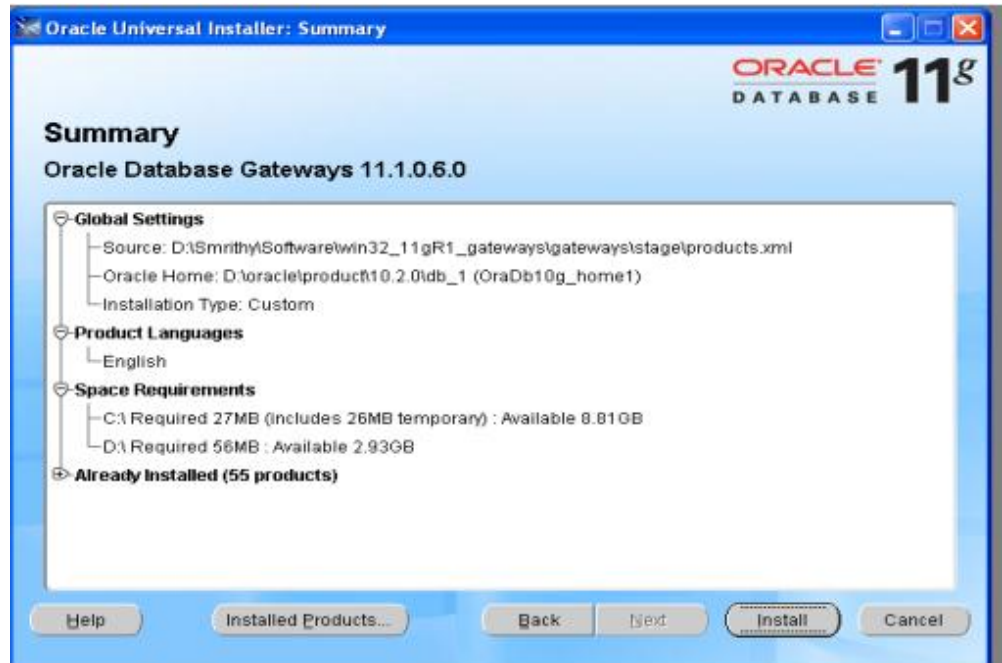 Oracle Universal Installer: Summary
ORACLE 11g
DATABASE
Summary
Oracle Database Gateways 11.1.0.6.0
Global Settings
Source: D:\Smrithy\Software\win32_11gR1_gateways\gateways\stage\products.xml
Oracle Home: D:\oracle\product\10.2.0\db_1 (OraDb10g_home1)
Installation Type: Custom
Product Languages
English
Space Requirements
C:\ Required 27MB (includes 26MB temporary) : Available 8.81GB
D:\ Required 56MB : Available 2.93GB
Already Installed (55 products)
Help Installed Products... Back Next Install Cancel